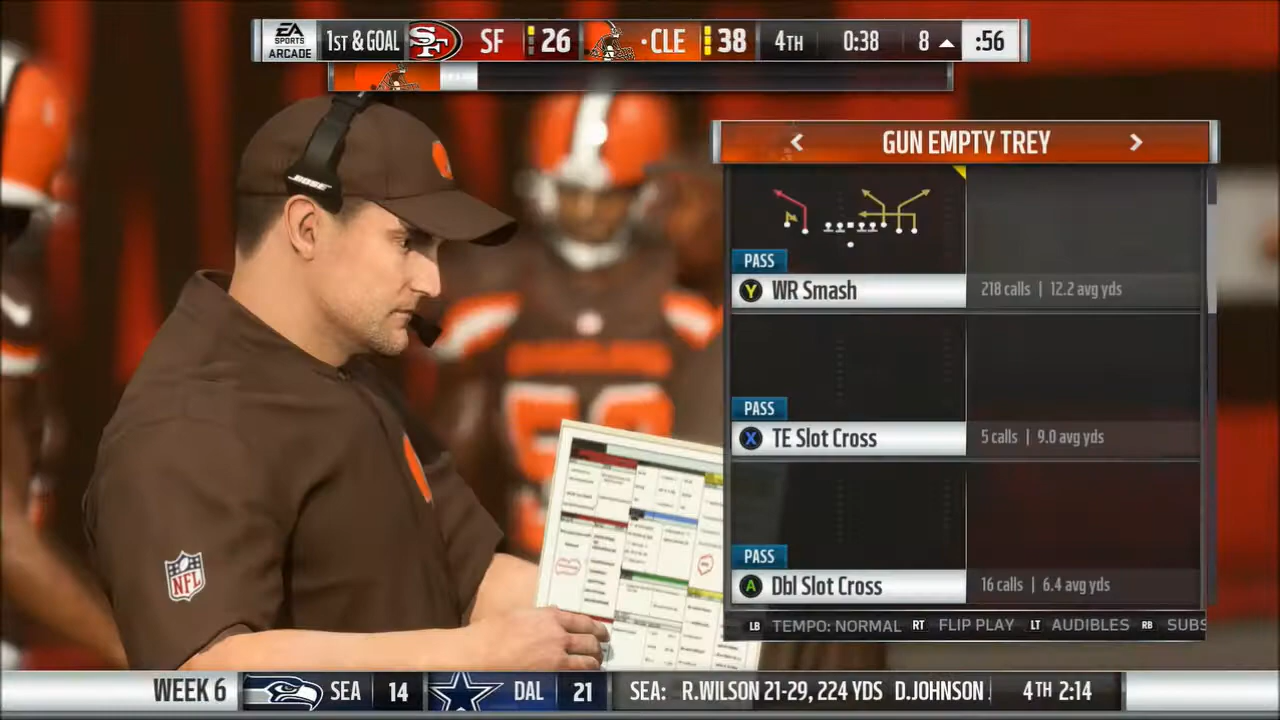 EA SPORTS ARCADE 1ST & GOAL SF SF 26 ·CLE 38 4TH 0:38 8 :56
GUN EMPTY TREY
BOSE
PASS
Y WR Smash 218 calls | 12.2 avg yds
PASS
X TE Slot Cross 5 calls | 9.0 avg yds
PASS
A Dbl Slot Cross 16 calls | 6.4 avg yds
NFL
LB TEMPO: NORMAL RT FLIP PLAY LT AUDIBLES RB SUBS
WEEK 6 SEA 14 DAL 21 SEA: R.WILSON 21-29, 224 YDS D.JOHNSON 4TH 2:14